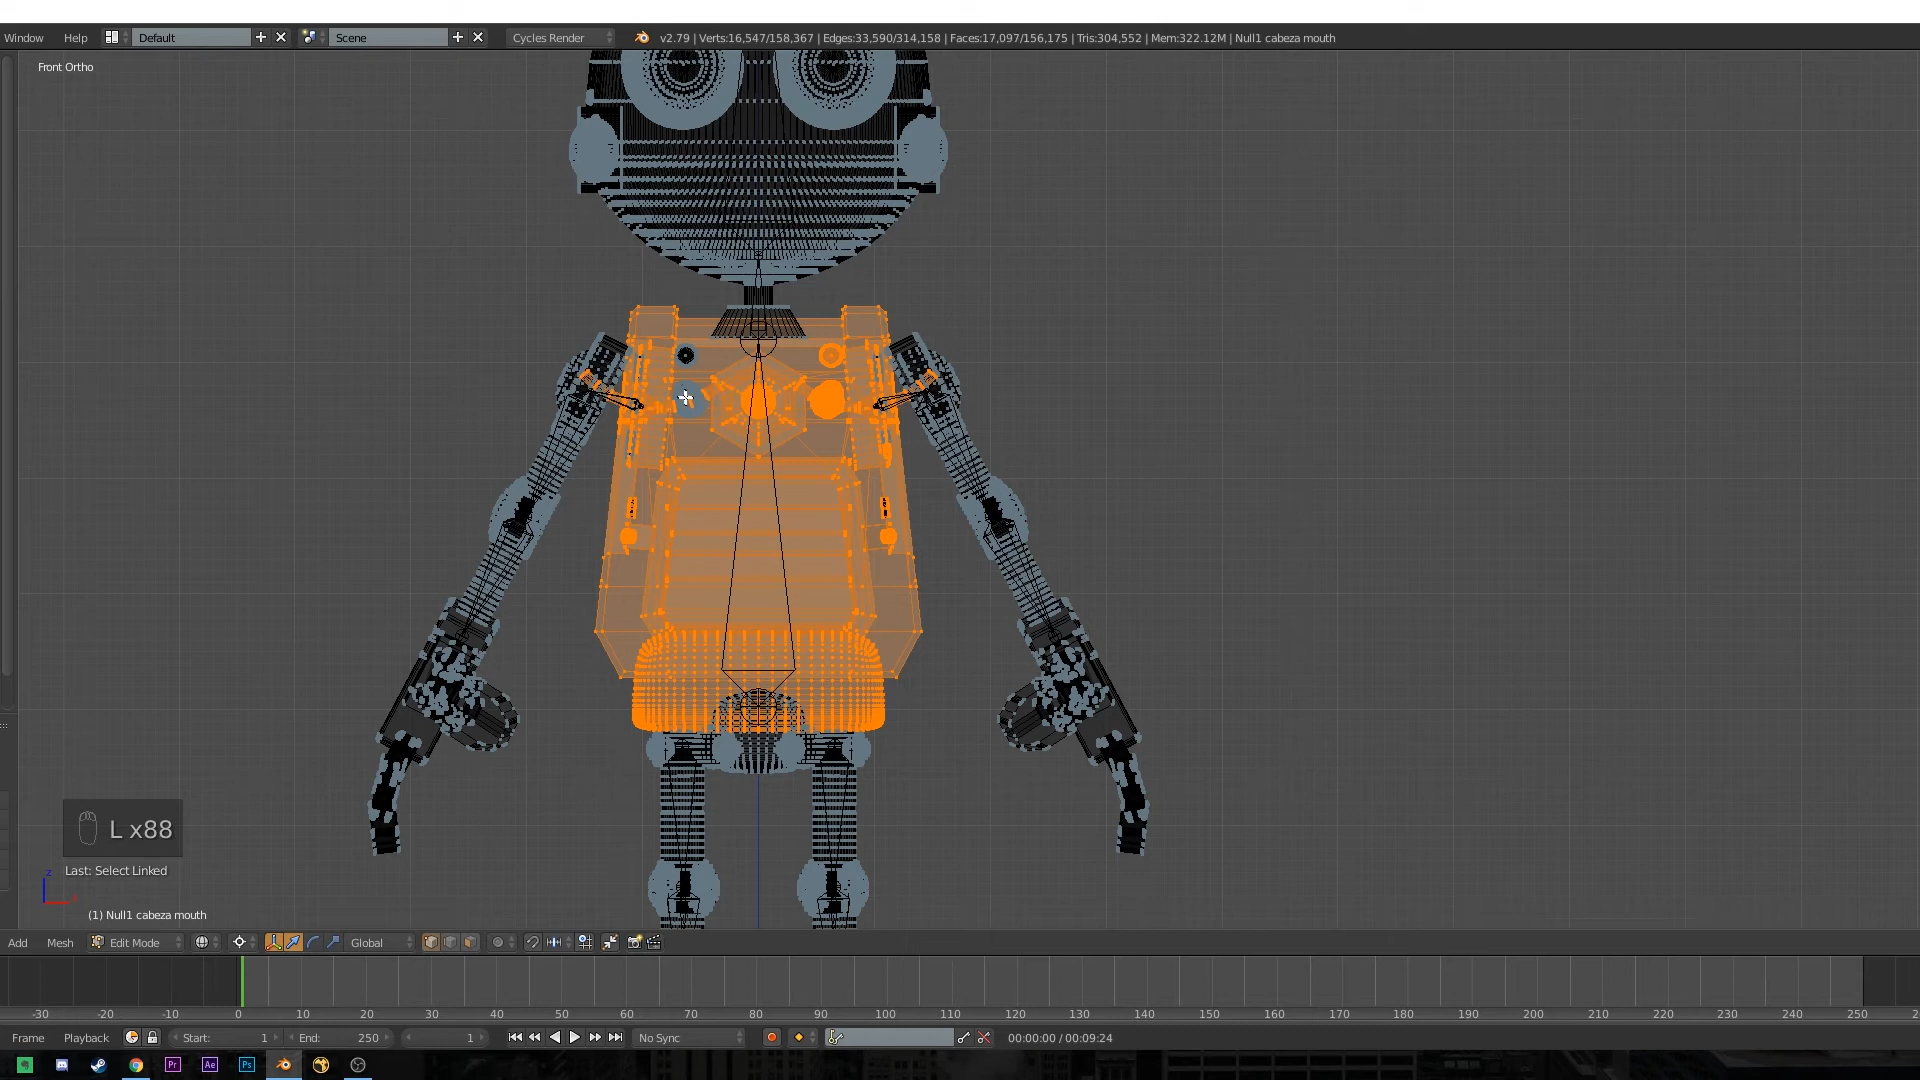 Window Help Default Scene Cycles Render v2.79 | Verts:16,547/158,367 | Edges:33,590/314,158 | Faces:17,097/156,175 | Tris:304,552 | Mem:322.12M | Null1 cabeza mouth
Front Ortho
L x88
Last: Select Linked
z
(1) Null1 cabeza mouth
Add Mesh Edit Mode Global
-30 -20 -10 0 10 20 30 40 50 60 70 80 90 100 110 120 130 140 150 160 170 180 190 200 210 220 230 240 250 2
Frame Playback Start: 1 End: 250 1 No Sync 00:00:00 / 00:09:24
Pr Ae Ps